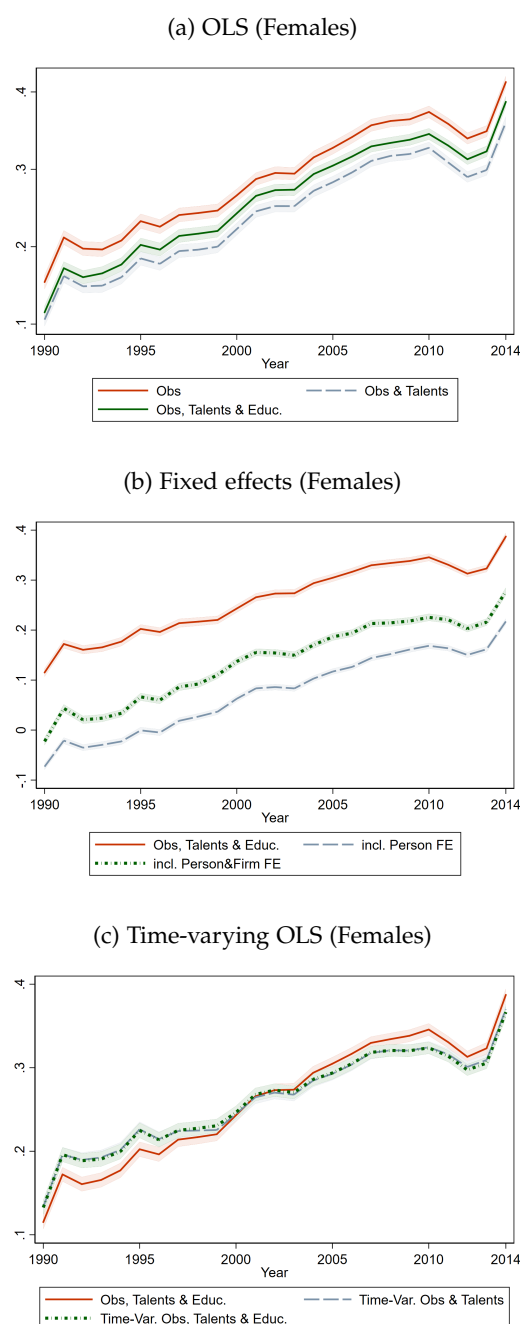 (a) OLS (Females)
.4
.3
.2
.1
1990 1995 2000 2005 2010 2014
Year
Obs Obs & Talents
Obs, Talents & Educ.
(b) Fixed effects (Females)
.4
.3
.2
.1
0
-.1
1990 1995 2000 2005 2010 2014
Year
Obs, Talents & Educ. incl. Person FE
incl. Person&Firm FE
(c) Time-varying OLS (Females)
.4
.3
.2
.1
1990 1995 2000 2005 2010 2014
Year
Obs, Talents & Educ. Time-Var. Obs & Talents
Time-Var. Obs, Talents & Educ.